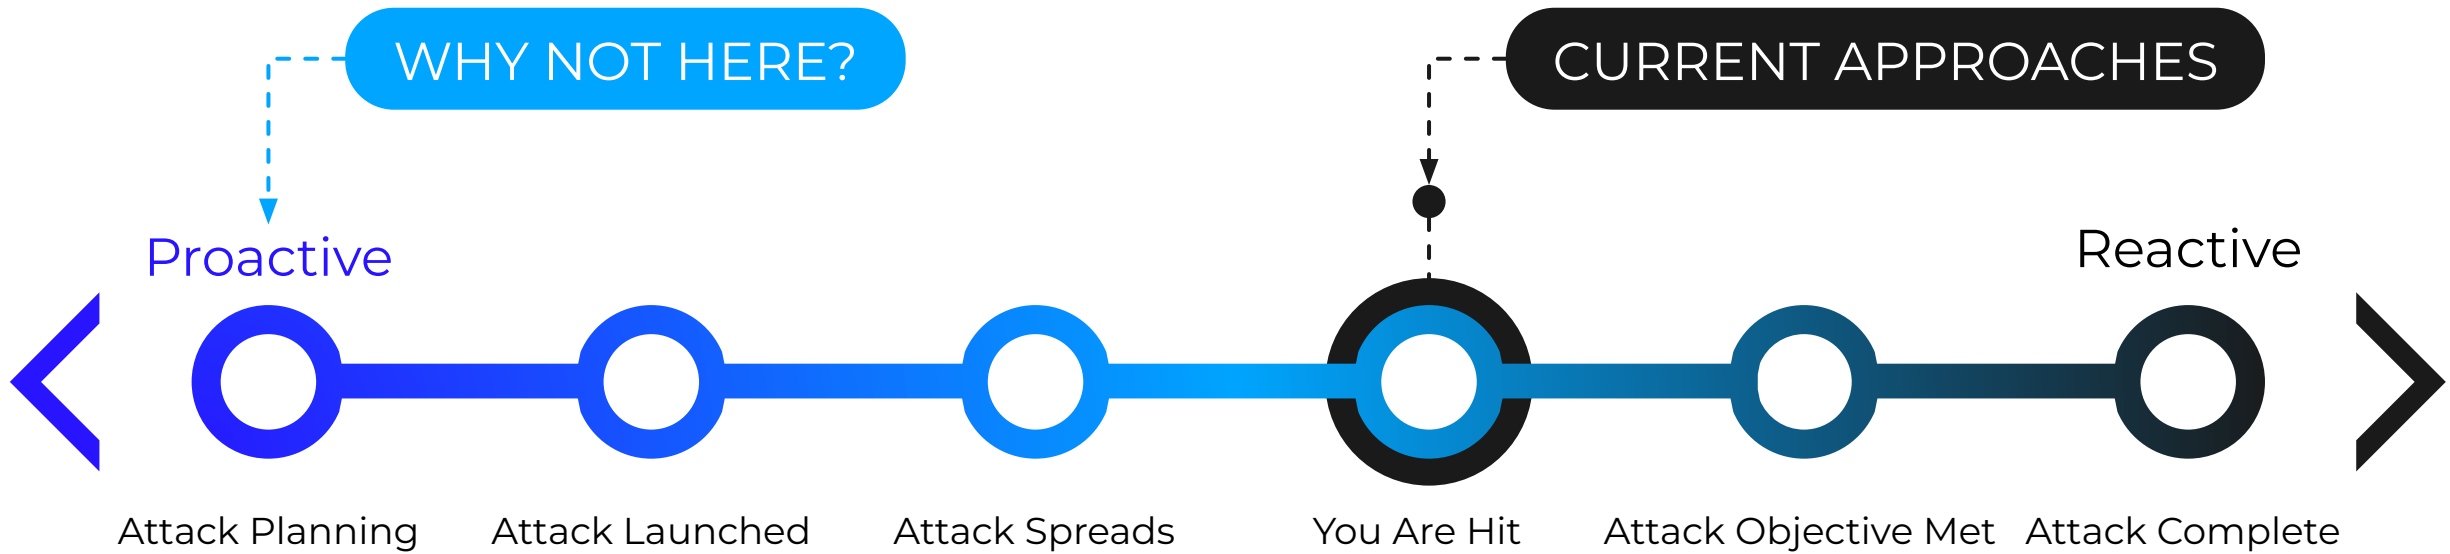 WHY NOT HERE?
CURRENT APPROACHES
Proactive
Reactive
Attack Planning
Attack Launched
Attack Spreads
You Are Hit
Attack Objective Met
Attack Complete